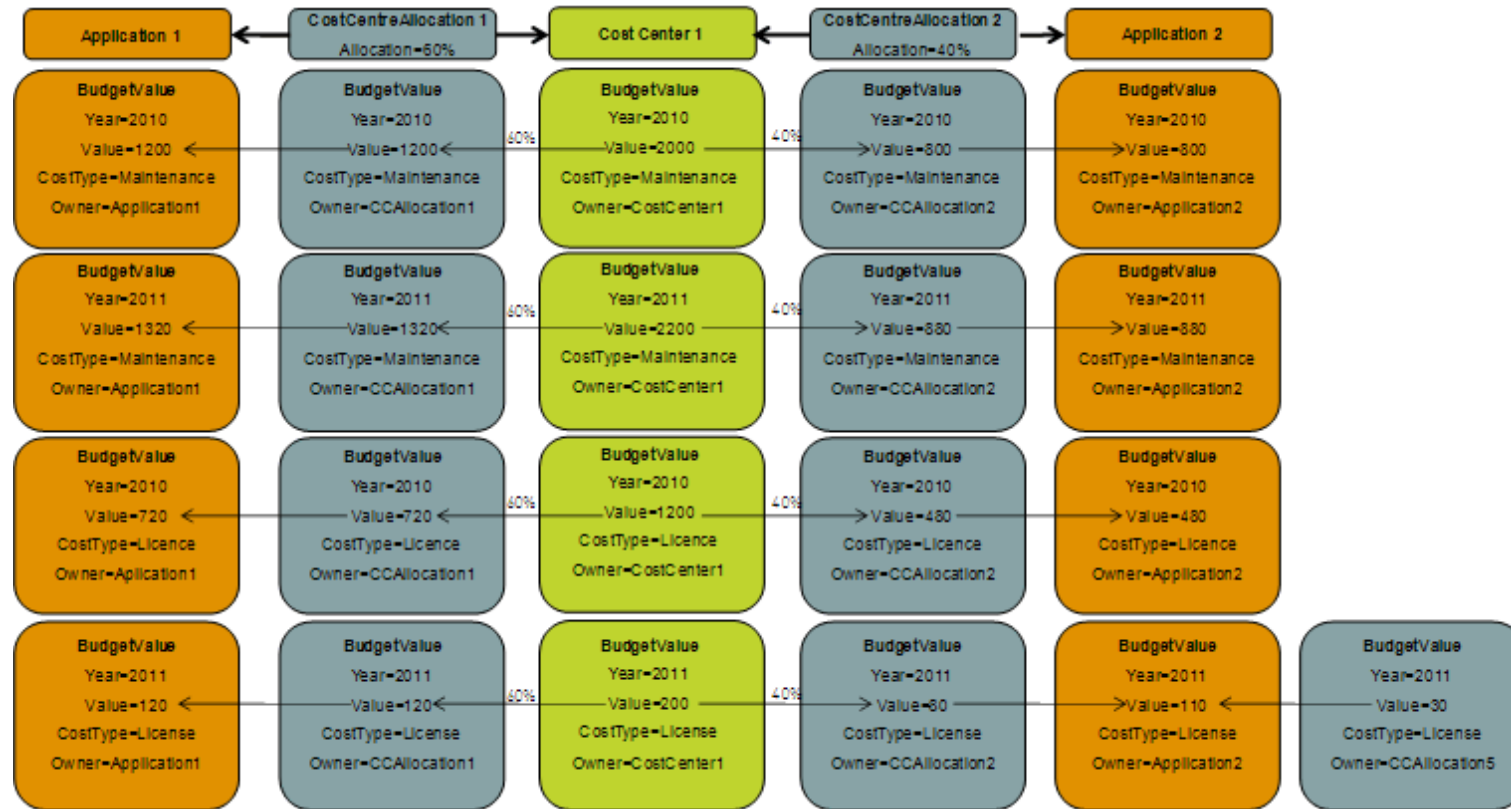 Application 1
CostCentreAllocation 1
Allocation=60%
Cost Center 1
CostCentreAllocation 2
Allocation=40%
Application 2
BudgetValue
Year=2010
Value=1200
CostType=Maintenance
Owner=Application1
BudgetValue
Year=2010
Value=1200
CostType=Maintenance
Owner=CCAllocation1
60%
BudgetValue
Year=2010
Value=2000
CostType=Maintenance
Owner=CostCenter1
40%
BudgetValue
Year=2010
Value=800
CostType=Maintenance
Owner=CCAllocation2
BudgetValue
Year=2010
Value=800
CostType=Maintenance
Owner=Application2
BudgetValue
Year=2011
Value=1320
CostType=Maintenance
Owner=Application1
BudgetValue
Year=2011
Value=1320
CostType=Maintenance
Owner=CCAllocation1
60%
BudgetValue
Year=2011
Value=2200
CostType=Maintenance
Owner=CostCenter1
40%
BudgetValue
Year=2011
Value=880
CostType=Maintenance
Owner=CCAllocation2
BudgetValue
Year=2011
Value=880
CostType=Maintenance
Owner=Application2
BudgetValue
Year=2010
Value=720
CostType=Licence
Owner=Aplication1
BudgetValue
Year=2010
Value=720
CostType=Licence
Owner=CCAllocation1
60%
BudgetValue
Year=2010
Value=1200
CostType=Licence
Owner=CostCenter1
40%
BudgetValue
Year=2010
Value=480
CostType=Licence
Owner=CCAllocation2
BudgetValue
Year=2010
Value=480
CostType=Licence
Owner=Application2
BudgetValue
Year=2011
Value=120
CostType=License
Owner=Application1
BudgetValue
Year=2011
Value=120
CostType=License
Owner=CCAllocation1
60%
BudgetValue
Year=2011
Value=200
CostType=License
Owner=CostCenter1
40%
BudgetValue
Year=2011
Value=80
CostType=License
Owner=CCAllocation2
BudgetValue
Year=2011
Value=110
CostType=License
Owner=Application2
BudgetValue
Year=2011
Value=30
CostType=License
Owner=CCAllocation5